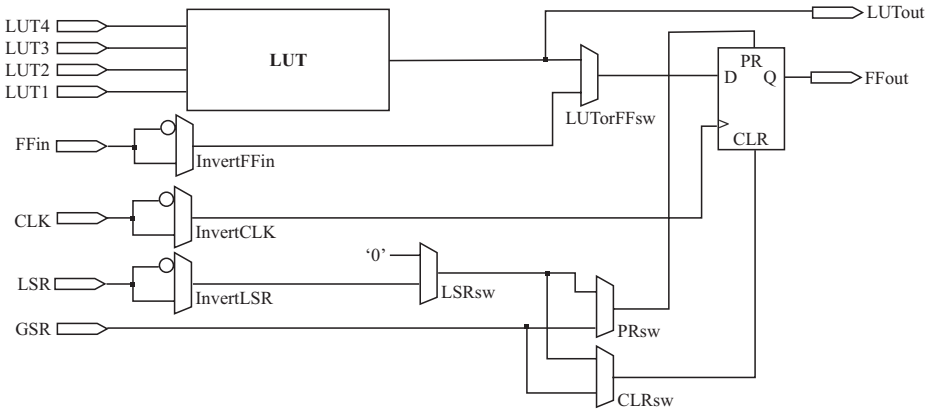 LUT4
LUT3
LUT2
LUT1
LUT
LUTout
PR
D
Q
FFout
CLR
LUTorFFsw
FFin
InvertFFin
CLK
InvertCLK
‘0’
LSR
InvertLSR
LSRsw
GSR
PRsw
CLRsw